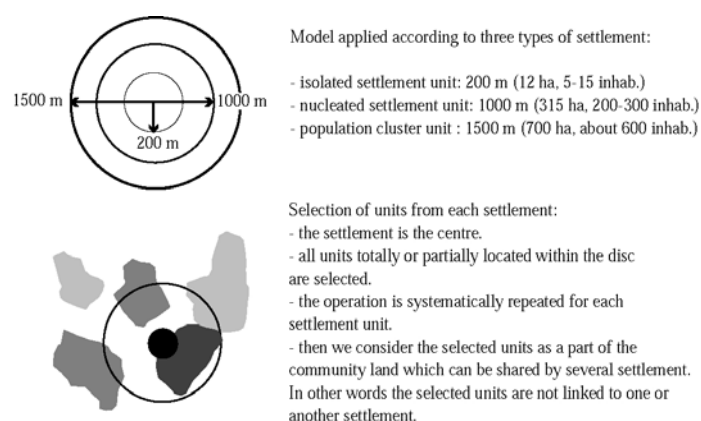 Model applied according to three types of settlement:
- isolated settlement unit: 200 m (12 ha, 5-15 inhab.)
- nucleated settlement unit: 1000 m (315 ha, 200-300 inhab.)
- population cluster unit : 1500 m (700 ha, about 600 inhab.)
1500 m
1000 m
200 m
Selection of units from each settlement:
- the settlement is the centre.
- all units totally or partially located within the disc
are selected.
- the operation is systematically repeated for each
settlement unit.
- then we consider the selected units as a part of the
community land which can be shared by several settlement.
In other words the selected units are not linked to one or
another settlement.